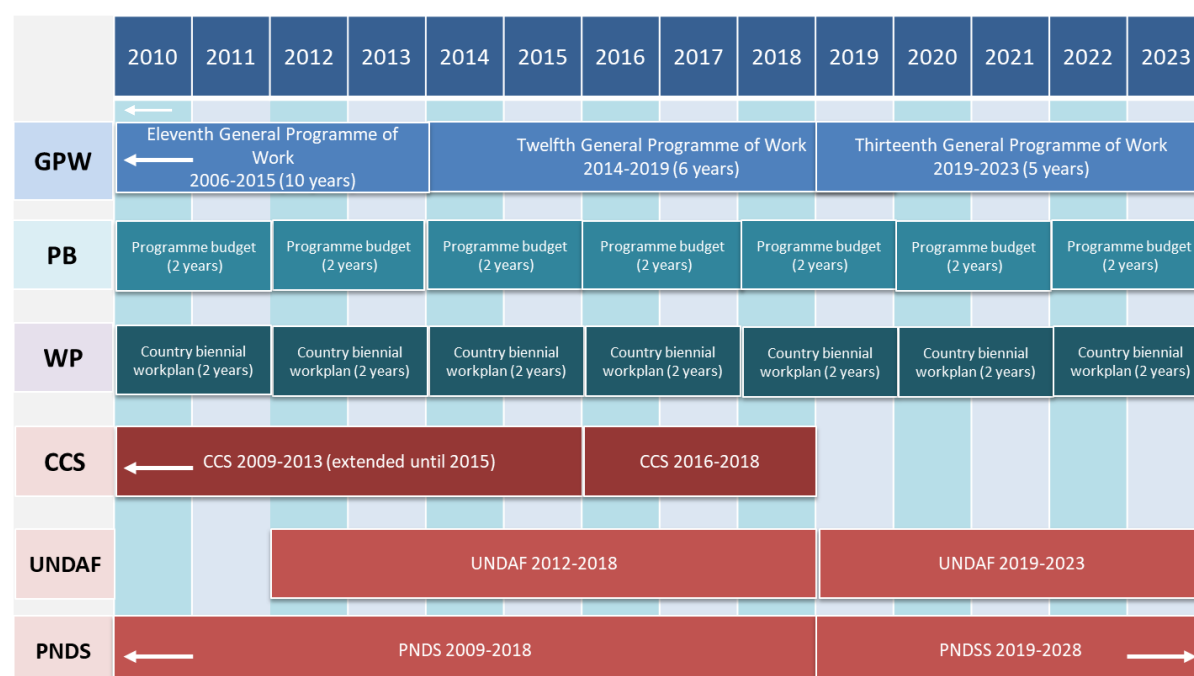 2010 2011 2012 2013 2014 2015 2016 2017 2018 2019 2020 2021 2022 2023
GPW
Eleventh General Programme of
Work
2006-2015 (10 years)
Twelfth General Programme of Work
2014-2019 (6 years)
Thirteenth General Programme of Work
2019-2023 (5 years)
PB
Programme budget
(2 years)
Programme budget
(2 years)
Programme budget
(2 years)
Programme budget
(2 years)
Programme budget
(2 years)
Programme budget
(2 years)
Programme budget
(2 years)
WP
Country biennial
workplan (2 years)
Country biennial
workplan (2 years)
Country biennial
workplan (2 years)
Country biennial
workplan (2 years)
Country biennial
workplan (2 years)
Country biennial
workplan (2 years)
Country biennial
workplan (2 years)
CCS
CCS 2009-2013 (extended until 2015)
CCS 2016-2018
UNDAF
UNDAF 2012-2018
UNDAF 2019-2023
PNDS
PNDS 2009-2018
PNDSS 2019-2028